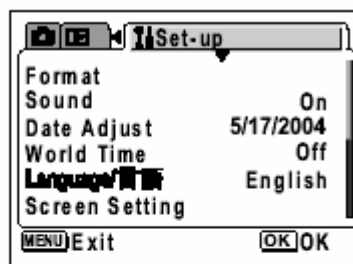 Set-up
Format
Sound On
Date Adjust 5/17/2004
World Time Off
Language/
English
Screen Setting
MENU Exit OK OK